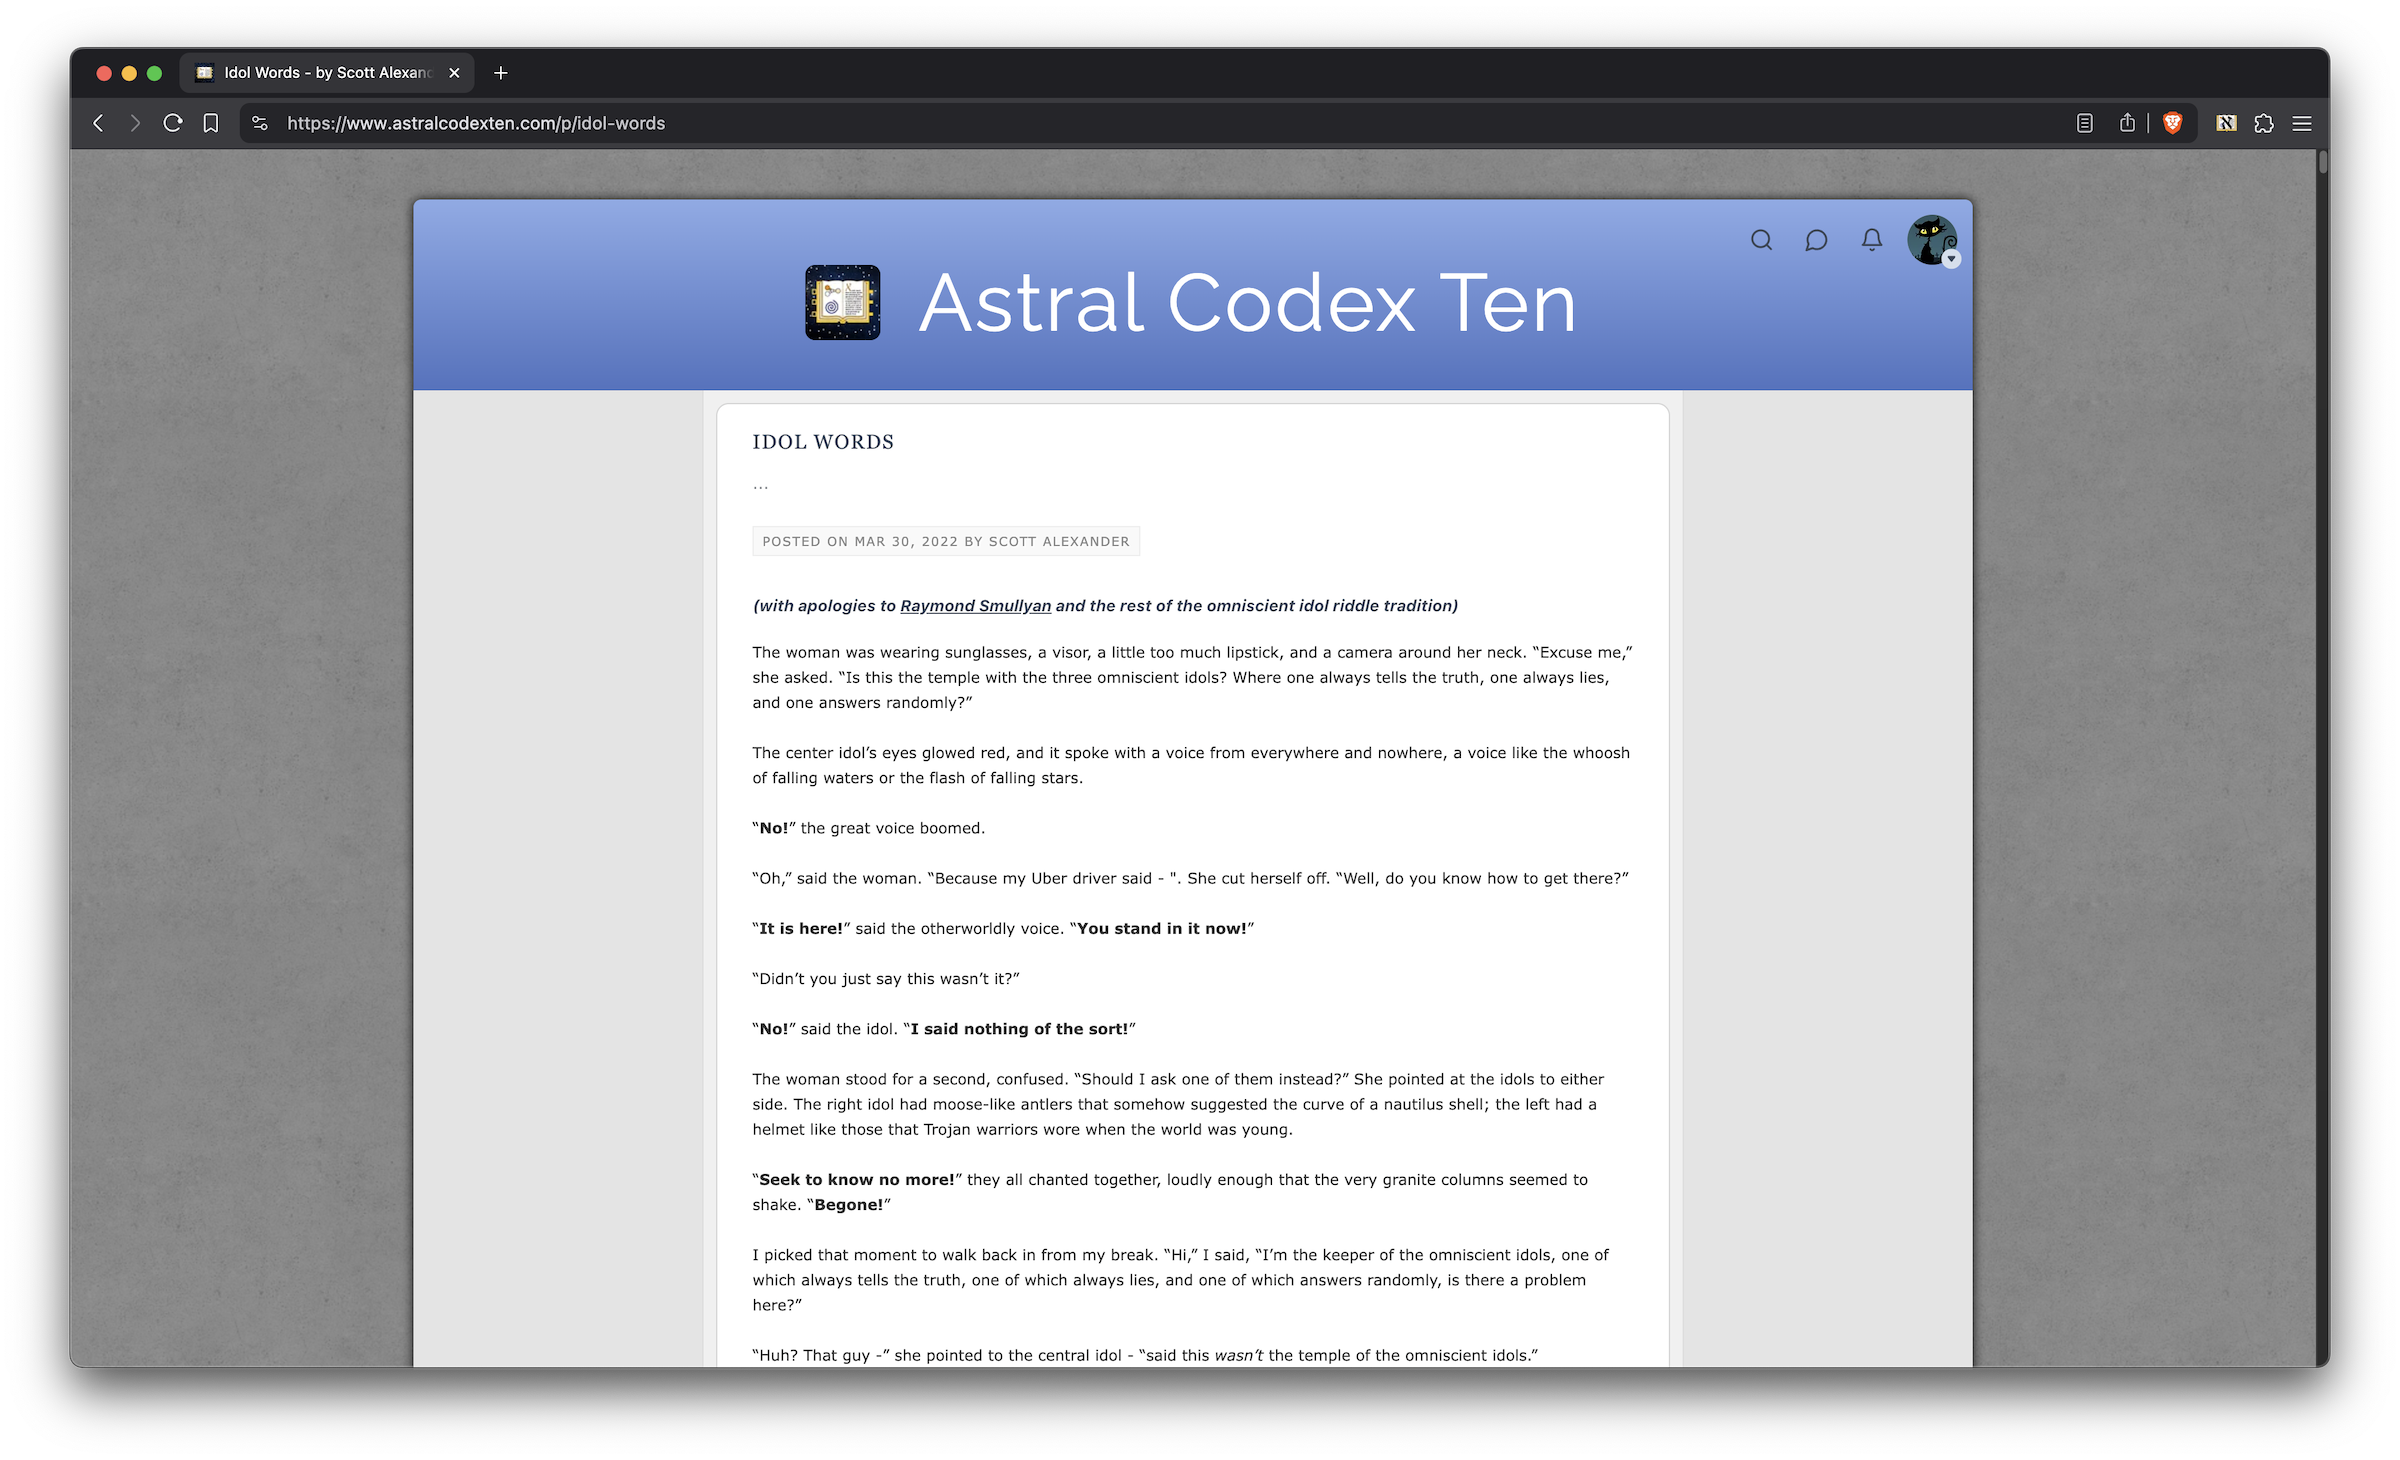 Idol Words - by Scott Alexand
https://www.astralcodexten.com/p/idol-words
Astral Codex Ten
IDOL WORDS
...
POSTED ON MAR 30, 2022 BY SCOTT ALEXANDER
(with apologies to Raymond Smullyan and the rest of the omniscient idol riddle tradition)
The woman was wearing sunglasses, a visor, a little too much lipstick, and a camera around her neck. “Excuse me,”
she asked. “Is this the temple with the three omniscient idols? Where one always tells the truth, one always lies,
and one answers randomly?”
The center idol’s eyes glowed red, and it spoke with a voice from everywhere and nowhere, a voice like the whoosh
of falling waters or the flash of falling stars.
“No!” the great voice boomed.
“Oh,” said the woman. “Because my Uber driver said - ". She cut herself off. “Well, do you know how to get there?”
“It is here!” said the otherworldly voice. “You stand in it now!”
“Didn’t you just say this wasn’t it?”
“No!” said the idol. “I said nothing of the sort!”
The woman stood for a second, confused. “Should I ask one of them instead?” She pointed at the idols to either
side. The right idol had moose-like antlers that somehow suggested the curve of a nautilus shell; the left had a
helmet like those that Trojan warriors wore when the world was young.
“Seek to know no more!” they all chanted together, loudly enough that the very granite columns seemed to
shake. “Begone!”
I picked that moment to walk back in from my break. “Hi,” I said, “I’m the keeper of the omniscient idols, one of
which always tells the truth, one of which always lies, and one of which answers randomly, is there a problem
here?”
“Huh? That guy -” she pointed to the central idol - “said this wasn’t the temple of the omniscient idols.”